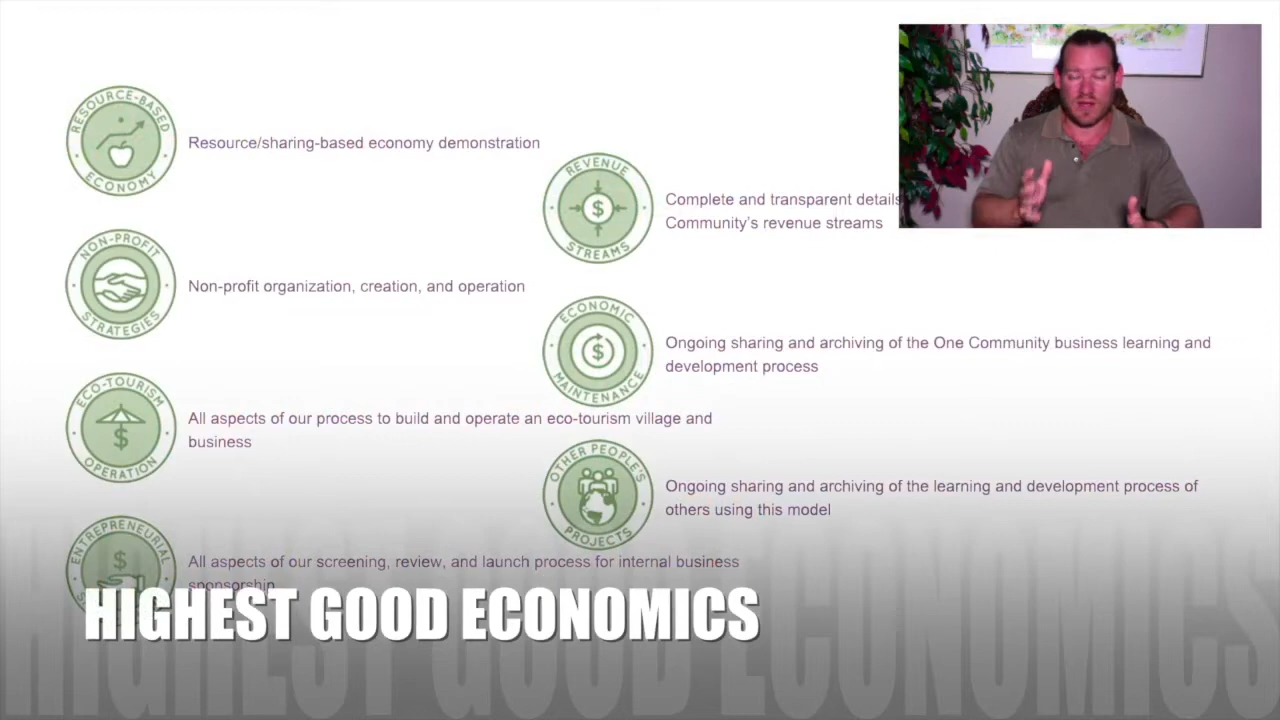 RESOURCE-BASED
ECONOMY
Resource/sharing-based economy demonstration
NON-PROFIT
STRATEGIES
Non-profit organization, creation, and operation
ECO-TOURISM
$
OPERATION
All aspects of our process to build and operate an eco-tourism village and
business
ENTREPRENEURIAL
$
All aspects of our screening, review, and launch process for internal business
sponsorship
REVENUE
$
STREAMS
Complete and transparent details
Community's revenue streams
ECONOMIC
$
MAINTENANCE
Ongoing sharing and archiving of the One Community business learning and
development process
OTHER PEOPLE'S
PROJECTS
Ongoing sharing and archiving of the learning and development process of
others using this model
HIGHEST GOOD ECONOMICS
HIGHEST GOOD ECONOMICS